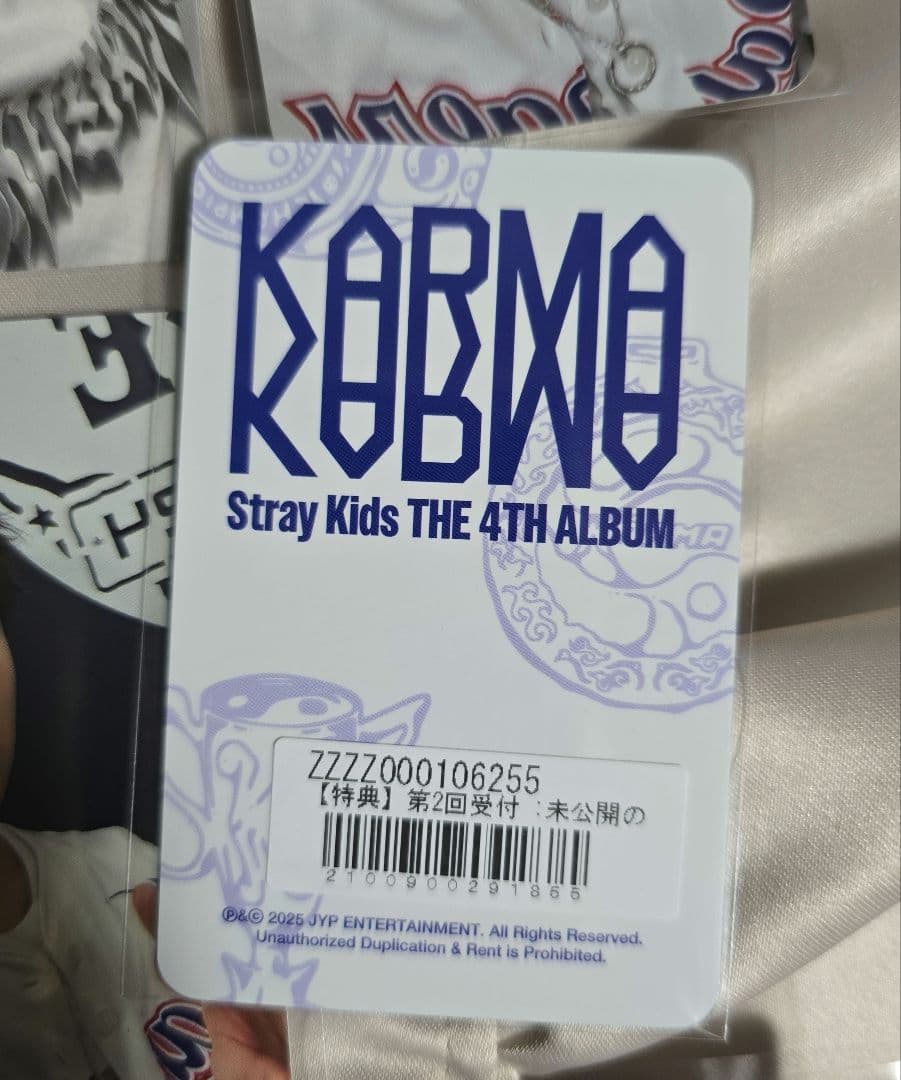 KARMA
Stray Kids THE 4TH ALBUM
ZZZZ000106255
【特典】第2回受付 :未公開の
2100900291855
℗&© 2025 JYP ENTERTAINMENT. All Rights Reserved.
Unauthorized Duplication & Rent is Prohibited.